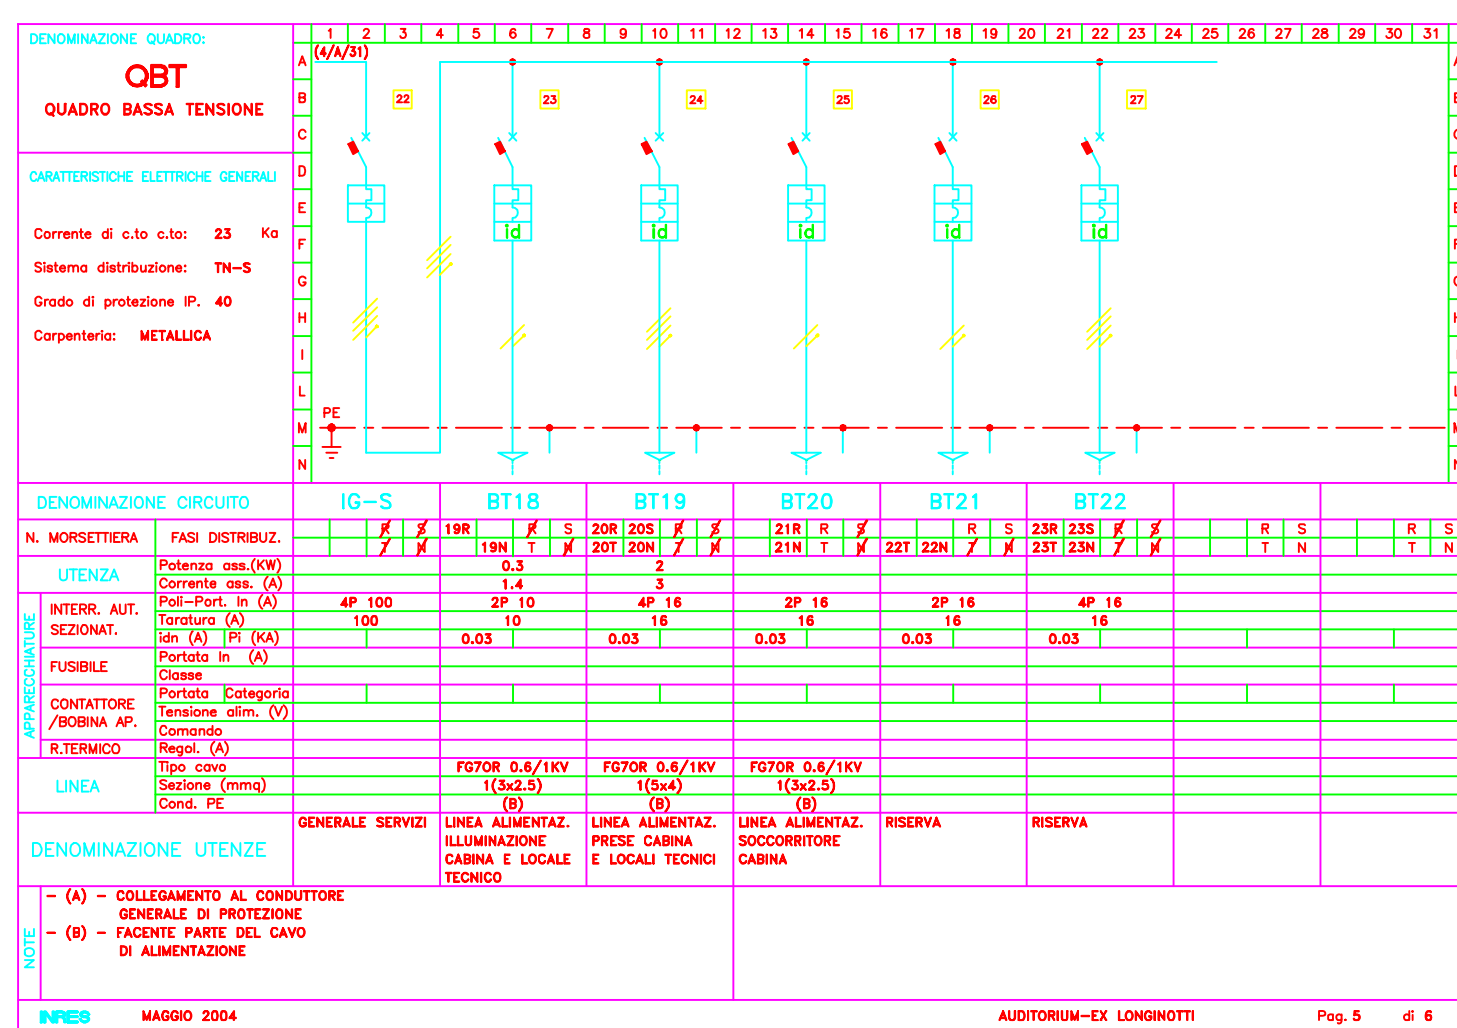 DENOMINAZIONE QUADRO:
QBT
QUADRO BASSA TENSIONE
CARATTERISTICHE ELETTRICHE GENERALI
Corrente di c.to c.to: 23 Ka
Sistema distribuzione: TN-S
Grado di protezione IP. 40
Carpenteria: METALLICA
1 2 3 4 5 6 7 8 9 10 11 12 13 14 15 16 17 18 19 20 21 22 23 24 25 26 27 28 29 30 31
(4/A/31)
A
B 22 23 24 25 26 27
C
D
E
id id id id id
F
G
H
I
L
PE
M
N
DENOMINAZIONE CIRCUITO IG-S BT18 BT19 BT20 BT21 BT22
N. MORSETTIERA FASI DISTRIBUZ.
R S 19R R S 20R 20S R S 21R R S R S 23R 23S R S R S R S
T N 19N T N 20T 20N T N 21N T N 22T 22N T N 23T 23N T N T N T N
UTENZA
Potenza ass.(KW) 0.3 2
Corrente ass. (A) 1.4 3
APPARECCHIATURE
INTERR. AUT.
SEZIONAT.
Poli-Port. In (A) 4P 100 2P 10 4P 16 2P 16 2P 16 4P 16
Taratura (A) 100 10 16 16 16 16
idn (A) Pi (KA) 0.03 0.03 0.03 0.03 0.03
FUSIBILE
Portata In (A)
Classe
CONTATTORE
/BOBINA AP.
Portata Categoria
Tensione alim. (V)
Comando
R.TERMICO Regol. (A)
LINEA
Tipo cavo FG7OR 0.6/1KV FG7OR 0.6/1KV FG7OR 0.6/1KV
Sezione (mmq) 1(3x2.5) 1(5x4) 1(3x2.5)
Cond. PE (B) (B) (B)
DENOMINAZIONE UTENZE
GENERALE SERVIZI
LINEA ALIMENTAZ.
ILLUMINAZIONE
CABINA E LOCALE
TECNICO
LINEA ALIMENTAZ.
PRESE CABINA
E LOCALI TECNICI
LINEA ALIMENTAZ.
SOCCORRITORE
CABINA
RISERVA
RISERVA
NOTE
- (A) - COLLEGAMENTO AL CONDUTTORE
GENERALE DI PROTEZIONE
- (B) - FACENTE PARTE DEL CAVO
DI ALIMENTAZIONE
INRES MAGGIO 2004 AUDITORIUM-EX LONGINOTTI Pag. 5 di 6